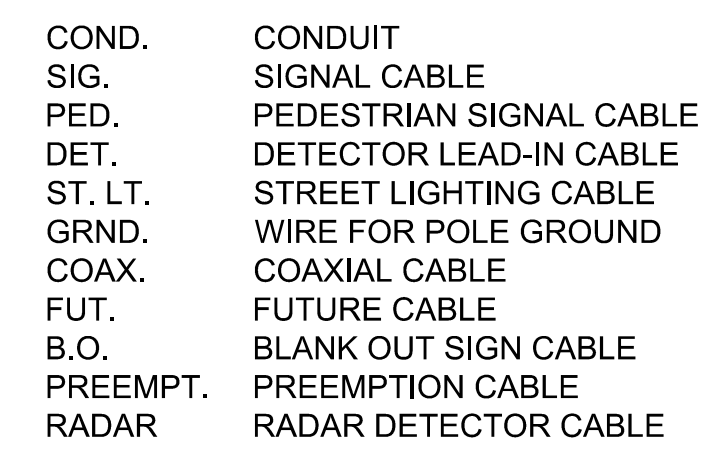 COND. CONDUIT
SIG. SIGNAL CABLE
PED. PEDESTRIAN SIGNAL CABLE
DET. DETECTOR LEAD-IN CABLE
ST. LT. STREET LIGHTING CABLE
GRND. WIRE FOR POLE GROUND
COAX. COAXIAL CABLE
FUT. FUTURE CABLE
B.O. BLANK OUT SIGN CABLE
PREEMPT. PREEMPTION CABLE
RADAR RADAR DETECTOR CABLE